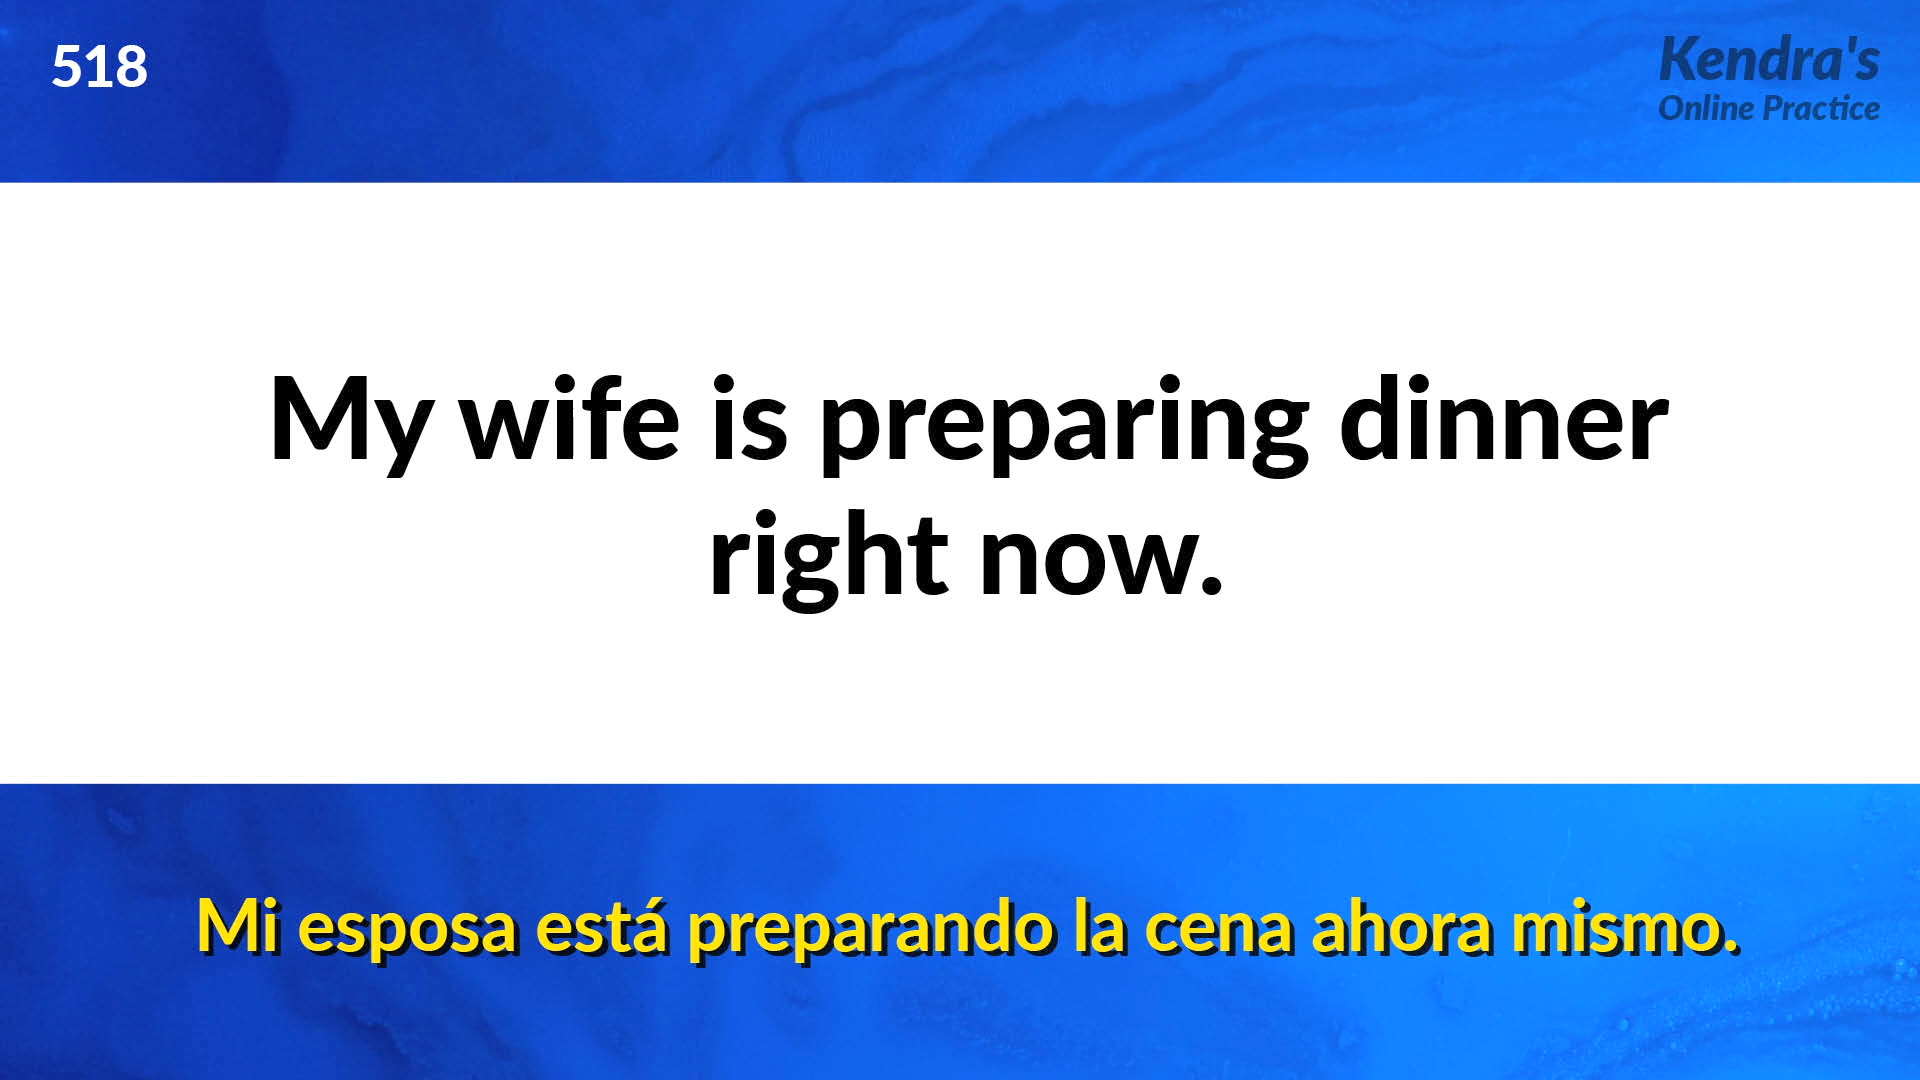 518
Kendra's
Online Practice
My wife is preparing dinner
right now.
Mi esposa está preparando la cena ahora mismo.